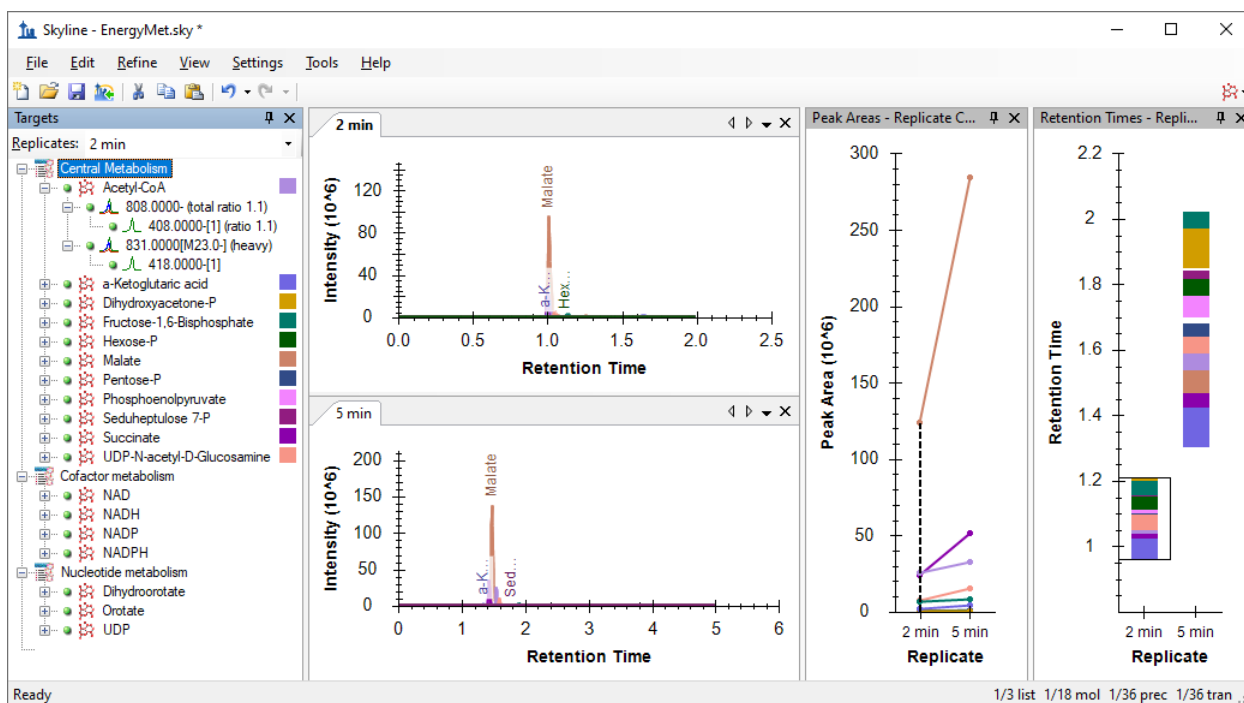 Skyline - EnergyMet.sky *
File Edit Refine View Settings Tools Help
Targets
Replicates: 2 min
Central Metabolism
Acetyl-CoA
808.0000- (total ratio 1.1)
408.0000-[1] (ratio 1.1)
831.0000[M23.0-] (heavy)
418.0000-[1]
a-Ketoglutaric acid
Dihydroxyacetone-P
Fructose-1,6-Bisphosphate
Hexose-P
Malate
Pentose-P
Phosphoenolpyruvate
Seduheptulose 7-P
Succinate
UDP-N-acetyl-D-Glucosamine
Cofactor metabolism
NAD
NADH
NADP
NADPH
Nucleotide metabolism
Dihydroorotate
Orotate
UDP
2 min
Intensity (10^6)
120
80
40
0
Malate
a-K...
Hex...
0.0 0.5 1.0 1.5 2.0 2.5
Retention Time
5 min
Intensity (10^6)
200
150
100
50
0
Malate
a-K...
Sed...
0 1 2 3 4 5 6
Retention Time
Peak Areas - Replicate C...
Peak Area (10^6)
300
250
200
150
100
50
0
2 min 5 min
Replicate
Retention Times - Repli...
Retention Time
2.2
2
1.8
1.6
1.4
1.2
1
2 min 5 min
Replicate
Ready
1/3 list 1/18 mol 1/36 prec 1/36 tran